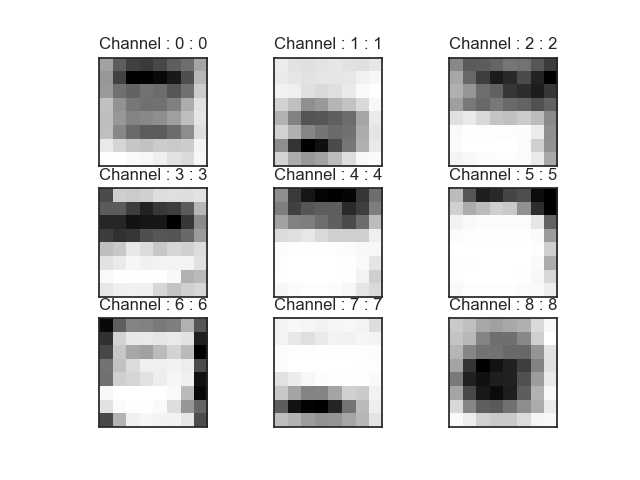 Channel : 0 : 0
Channel : 1 : 1
Channel : 2 : 2
Channel : 3 : 3
Channel : 4 : 4
Channel : 5 : 5
Channel : 6 : 6
Channel : 7 : 7
Channel : 8 : 8